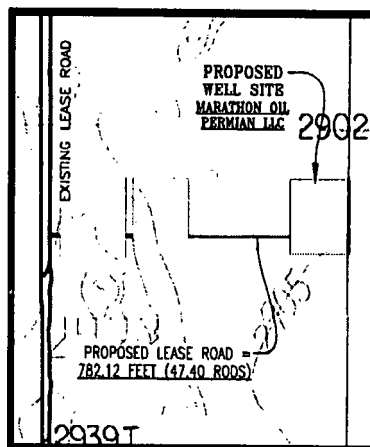 PROPOSED
WELL SITE
MARATHON OIL
PERMIAN LLC
2902
EXISTING LEASE ROAD
PROPOSED LEASE ROAD =
782.12 FEET (47.40 RODS)
2939T